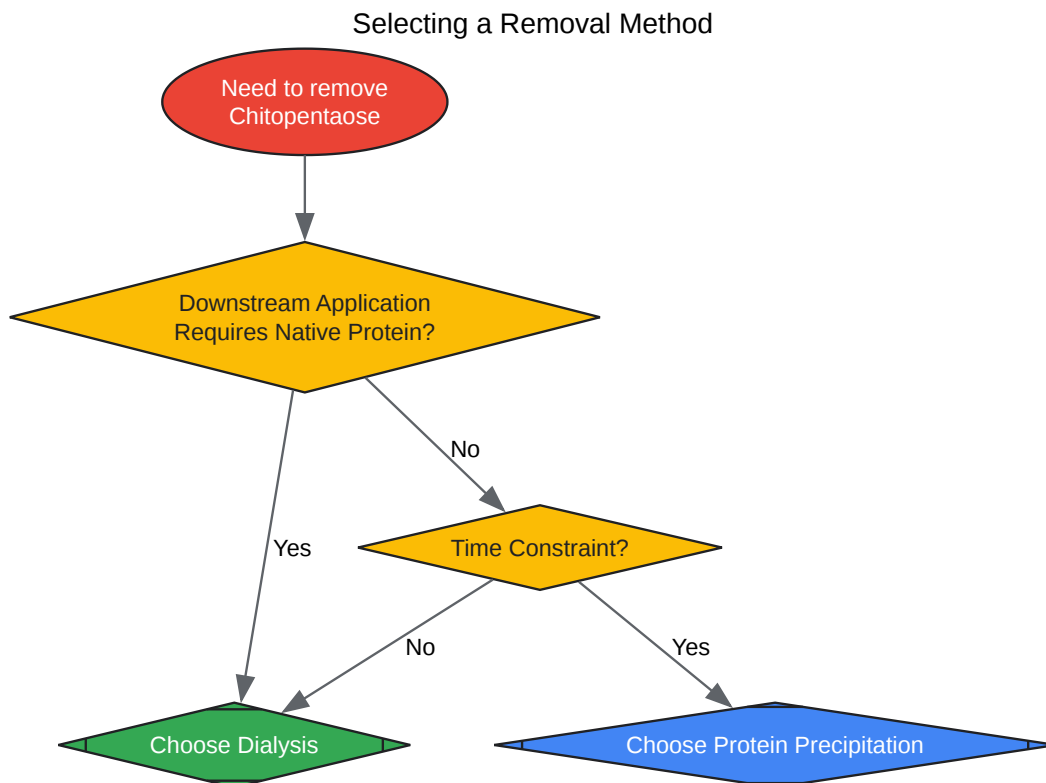 Selecting a Removal Method
Need to remove
Chitopentaose
Downstream Application
Requires Native Protein?
No
Yes
Time Constraint?
No
Yes
Choose Dialysis
Choose Protein Precipitation